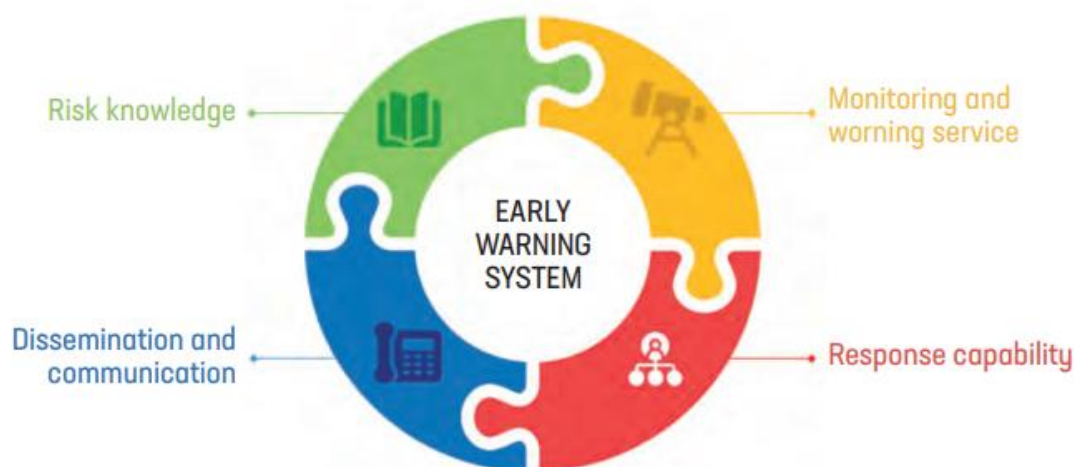 Risk knowledge
Monitoring and
worning service
EARLY
WARNING
SYSTEM
Dissemination and
communication
Response capability